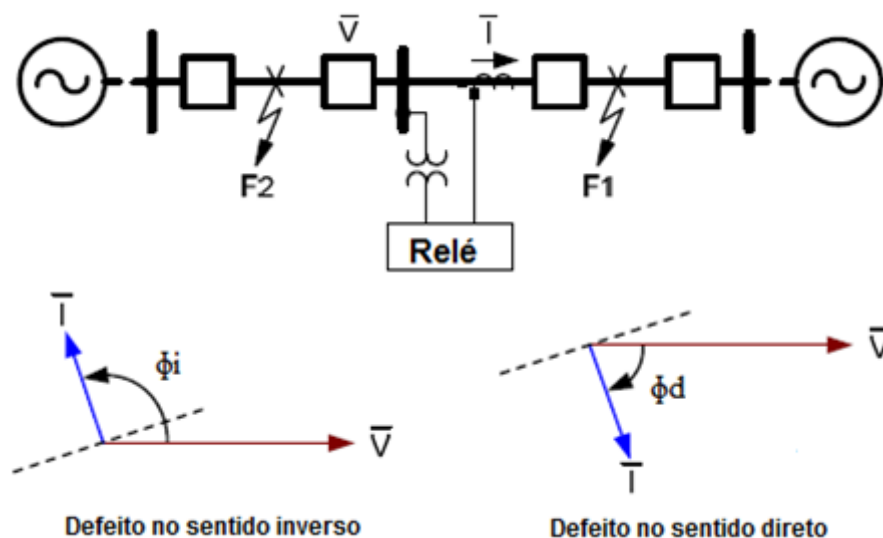 V̅
I̅
F2
F1
Relé
I̅
ϕi
V̅
V̅
ϕd
I̅
Defeito no sentido inverso
Defeito no sentido direto